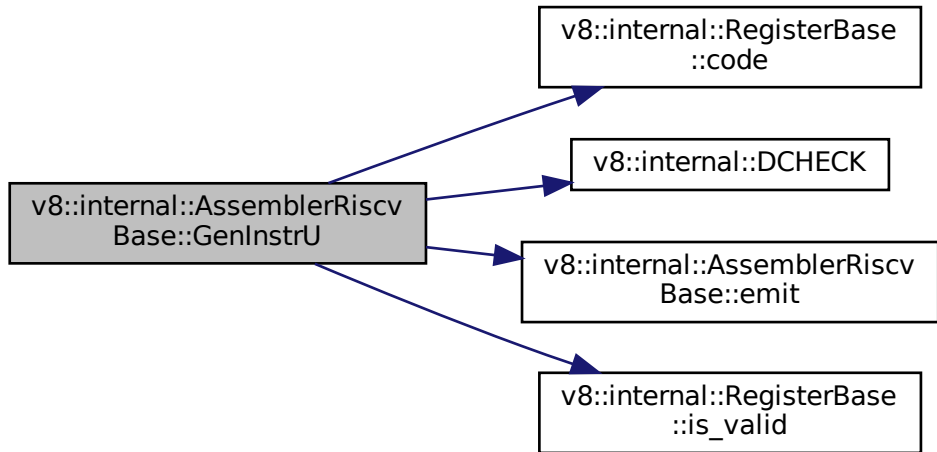 v8::internal::RegisterBase
::code
v8::internal::DCHECK
v8::internal::AssemblerRiscv
Base::GenInstrU
v8::internal::AssemblerRiscv
Base::emit
v8::internal::RegisterBase
::is_valid